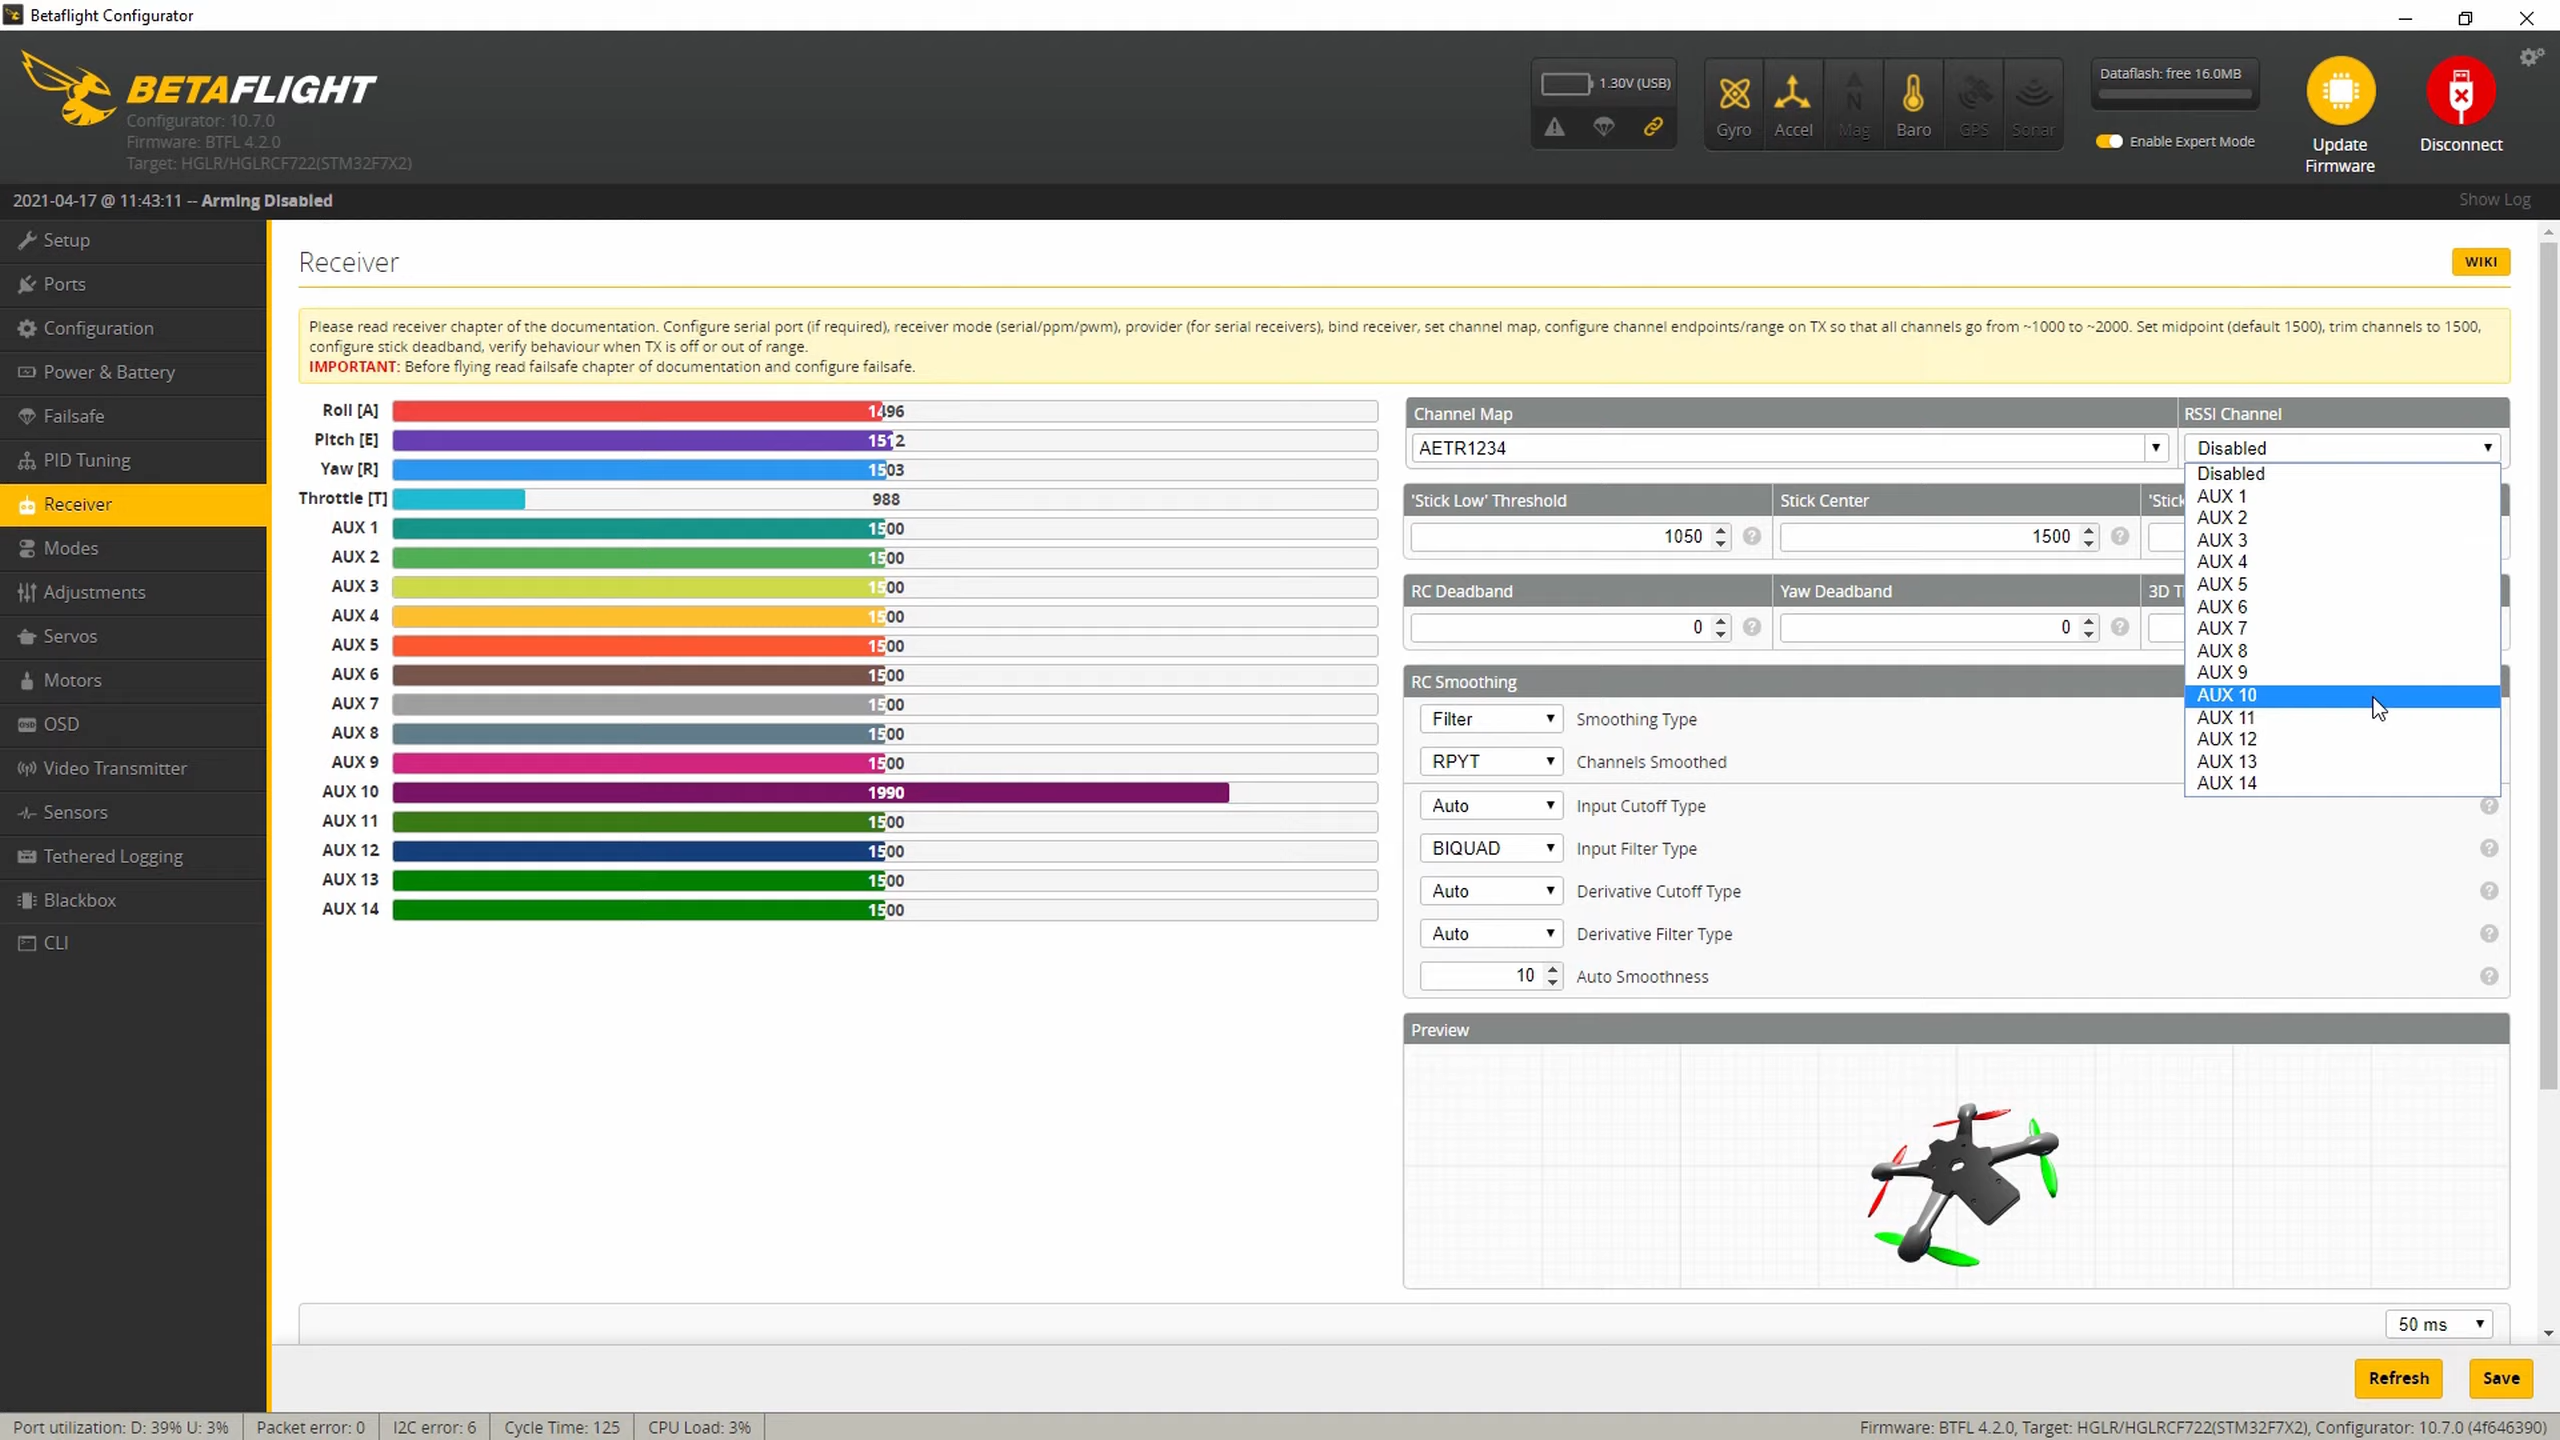 Betaflight Configurator
BETAFLIGHT
Configurator: 10.7.0
Firmware: BTFL 4.2.0
Target: HGLR/HGLRCF722(STM32F7X2)
1.30V (USB)
Gyro
Accel
Mag
Baro
GPS
Sonar
Dataflash: free 16.0MB
Enable Expert Mode
Update
Firmware
Disconnect
2021-04-17 @ 11:43:11 -- Arming Disabled
Show Log
Setup
Ports
Configuration
Power & Battery
Failsafe
PID Tuning
Receiver
Modes
Adjustments
Servos
Motors
OSD
Video Transmitter
Sensors
Tethered Logging
Blackbox
CLI
Receiver
WIKI
Please read receiver chapter of the documentation. Configure serial port (if required), receiver mode (serial/ppm/pwm), provider (for serial receivers), bind receiver, set channel map, configure channel endpoints/range on TX so that all channels go from ~1000 to ~2000. Set midpoint (default 1500), trim channels to 1500,
configure stick deadband, verify behaviour when TX is off or out of range.
IMPORTANT: Before flying read failsafe chapter of documentation and configure failsafe.
Roll [A] 1496
Pitch [E] 1512
Yaw [R] 1503
Throttle [T] 988
AUX 1 1500
AUX 2 1500
AUX 3 1500
AUX 4 1500
AUX 5 1500
AUX 6 1500
AUX 7 1500
AUX 8 1500
AUX 9 1500
AUX 10 1990
AUX 11 1500
AUX 12 1500
AUX 13 1500
AUX 14 1500
Channel Map
AETR1234
RSSI Channel
Disabled
Disabled
AUX 1
AUX 2
AUX 3
AUX 4
AUX 5
AUX 6
AUX 7
AUX 8
AUX 9
AUX 10
AUX 11
AUX 12
AUX 13
AUX 14
'Stick Low' Threshold
1050
Stick Center
1500
'Stick
RC Deadband
0
Yaw Deadband
0
3D T
RC Smoothing
Filter Smoothing Type
RPYT Channels Smoothed
Auto Input Cutoff Type
BIQUAD Input Filter Type
Auto Derivative Cutoff Type
Auto Derivative Filter Type
10 Auto Smoothness
Preview
50 ms
Refresh
Save
Port utilization: D: 39% U: 3%
Packet error: 0
I2C error: 6
Cycle Time: 125
CPU Load: 3%
Firmware: BTFL 4.2.0, Target: HGLR/HGLRCF722(STM32F7X2), Configurator: 10.7.0 (4f646390)